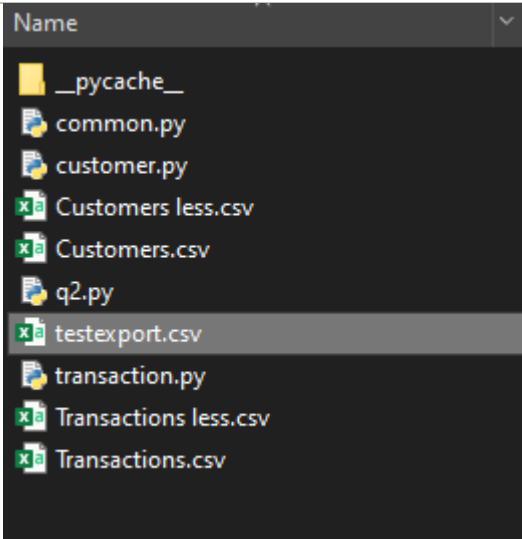 Name
__pycache__
common.py
customer.py
Customers less.csv
Customers.csv
q2.py
testexport.csv
transaction.py
Transactions less.csv
Transactions.csv